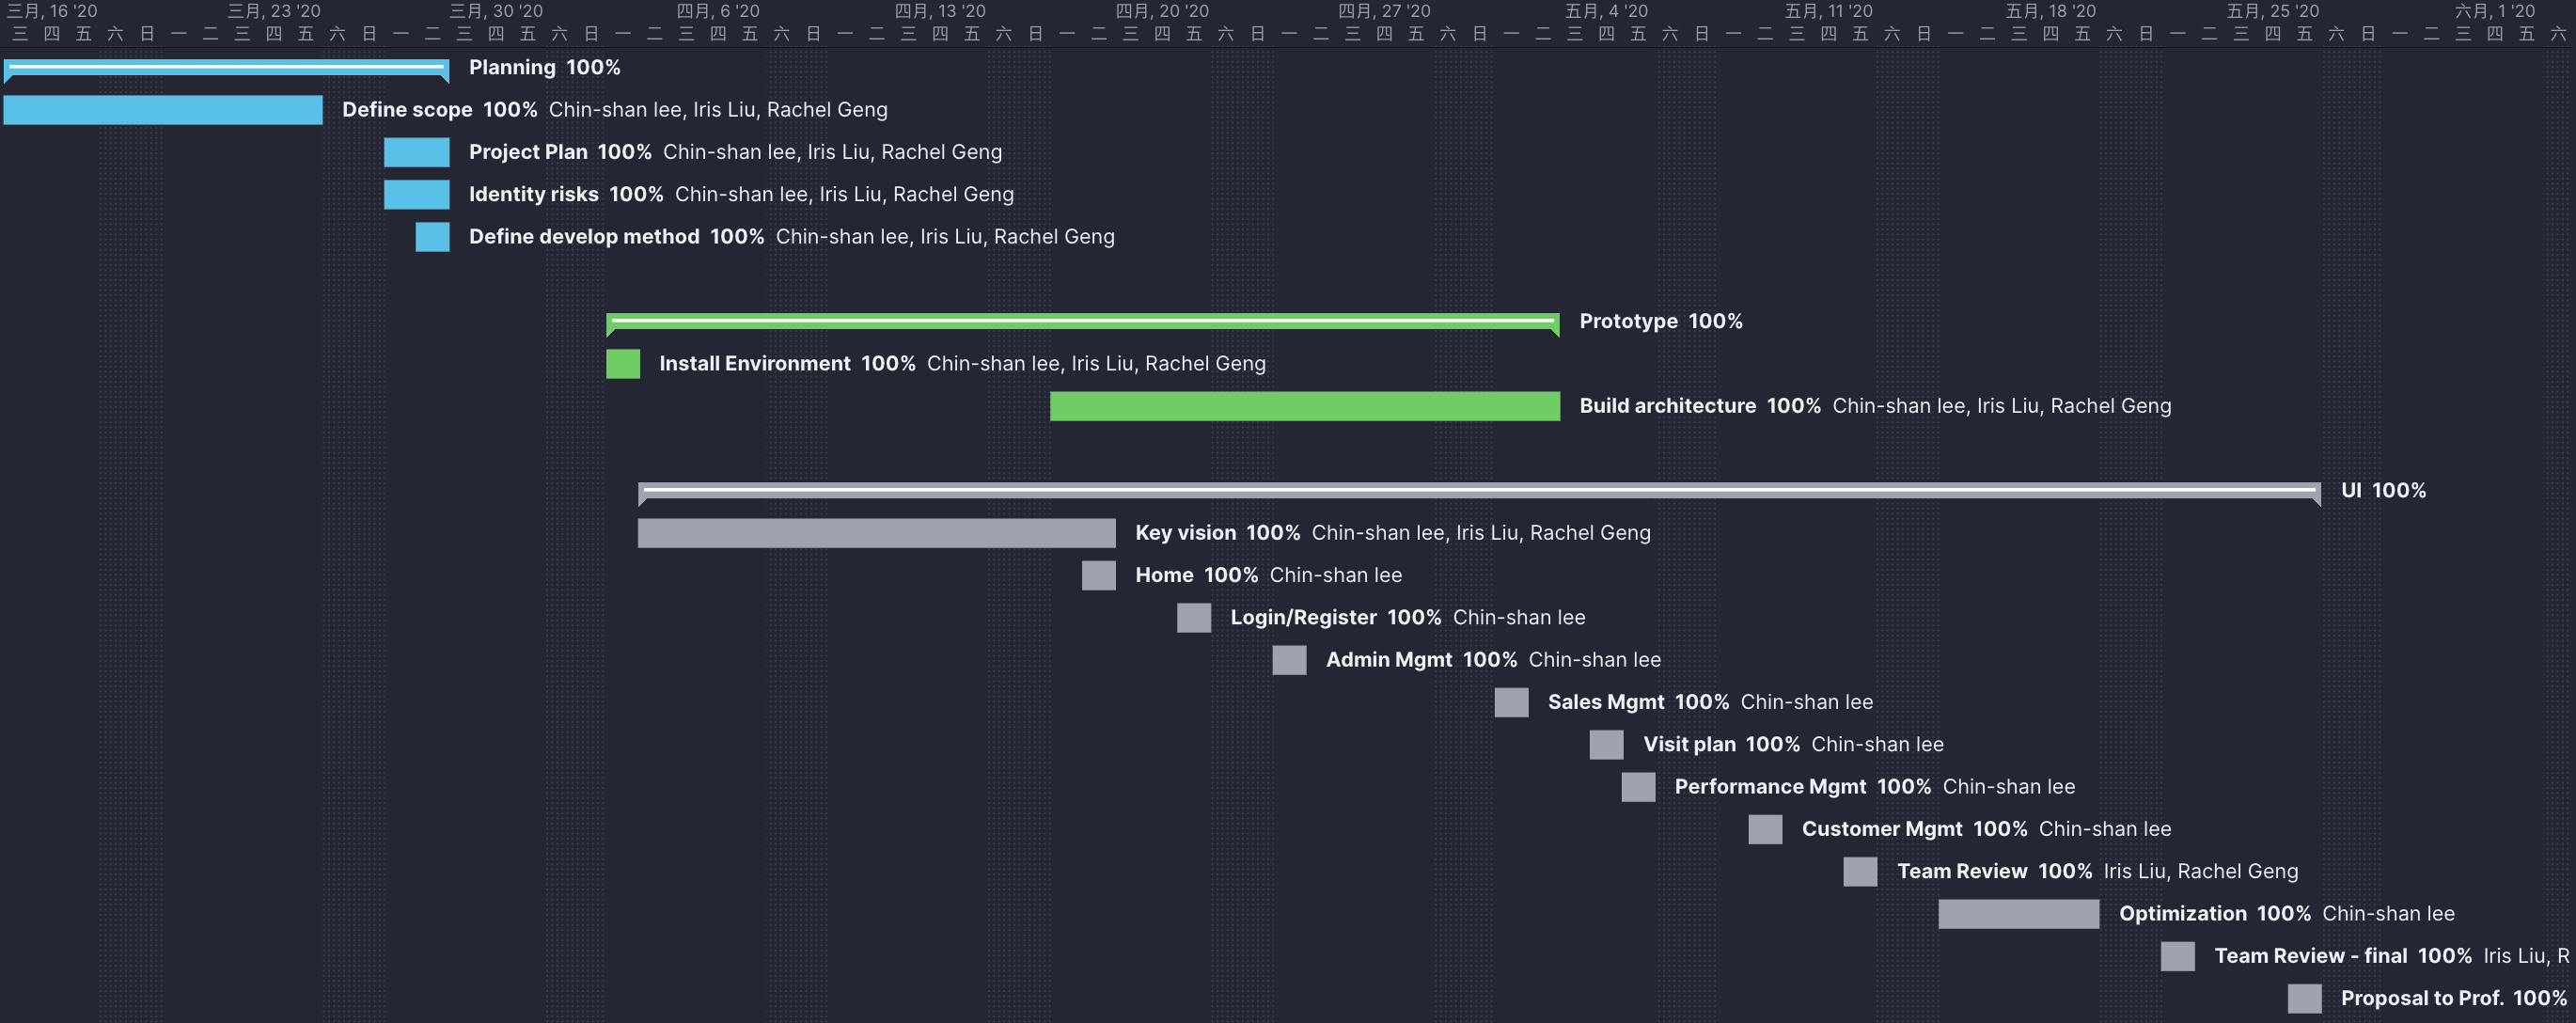 三月, 16 '20 三月, 23 '20 三月, 30 '20 四月, 6 '20 四月, 13 '20 四月, 20 '20 四月, 27 '20 五月, 4 '20 五月, 11 '20 五月, 18 '20 五月, 25 '20 六月, 1 '20
三 四 五 六 日 一 二 三 四 五 六 日 一 二 三 四 五 六 日 一 二 三 四 五 六 日 一 二 三 四 五 六 日 一 二 三 四 五 六 日 一 二 三 四 五 六 日 一 二 三 四 五 六 日 一 二 三 四 五 六 日 一 二 三 四 五 六 日 一 二 三 四 五 六 日 一 二 三 四 五 六
Planning 100%
Define scope 100% Chin-shan lee, Iris Liu, Rachel Geng
Project Plan 100% Chin-shan lee, Iris Liu, Rachel Geng
Identity risks 100% Chin-shan lee, Iris Liu, Rachel Geng
Define develop method 100% Chin-shan lee, Iris Liu, Rachel Geng
Prototype 100%
Install Environment 100% Chin-shan lee, Iris Liu, Rachel Geng
Build architecture 100% Chin-shan lee, Iris Liu, Rachel Geng
UI 100%
Key vision 100% Chin-shan lee, Iris Liu, Rachel Geng
Home 100% Chin-shan lee
Login/Register 100% Chin-shan lee
Admin Mgmt 100% Chin-shan lee
Sales Mgmt 100% Chin-shan lee
Visit plan 100% Chin-shan lee
Performance Mgmt 100% Chin-shan lee
Customer Mgmt 100% Chin-shan lee
Team Review 100% Iris Liu, Rachel Geng
Optimization 100% Chin-shan lee
Team Review - final 100% Iris Liu, R
Proposal to Prof. 100%